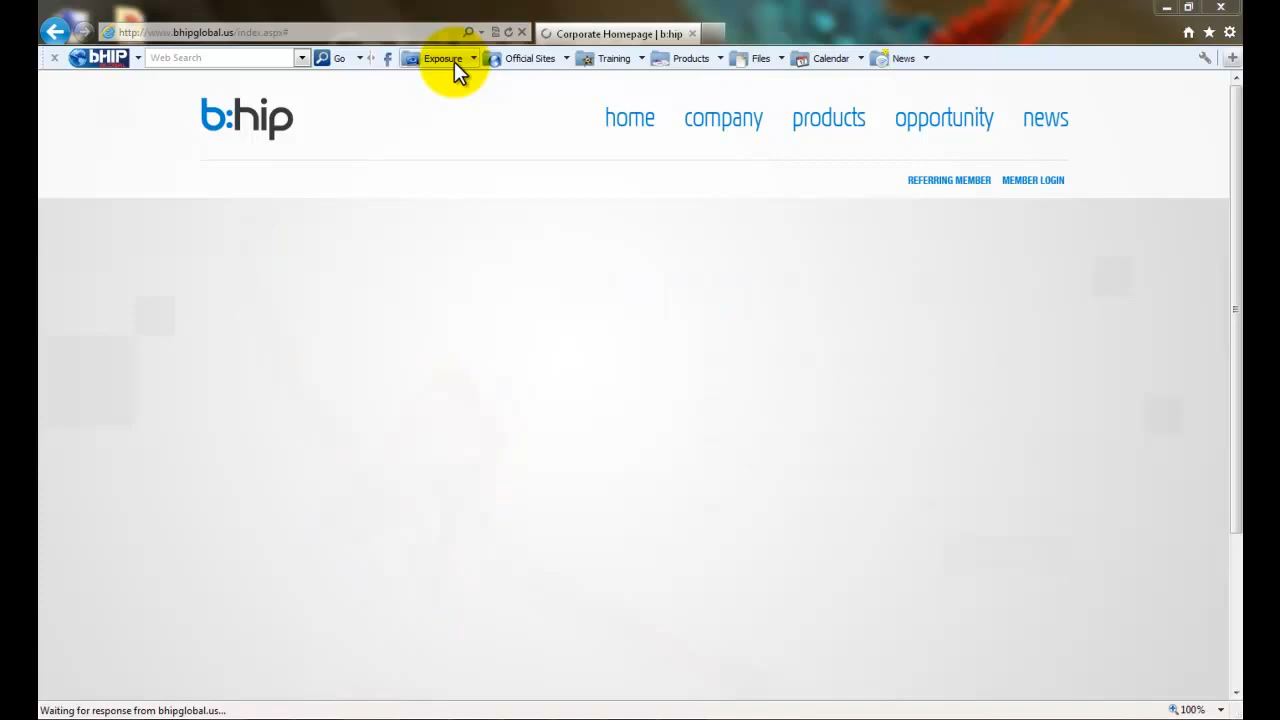 http://www.bhipglobal.us/index.aspx#
Corporate Homepage | b:hip
bHIP
Web Search
Go
Exposure
Official Sites
Training
Products
Files
Calendar
News
b:hip
home company products opportunity news
REFERRING MEMBER MEMBER LOGIN
Waiting for response from bhipglobal.us...
100%